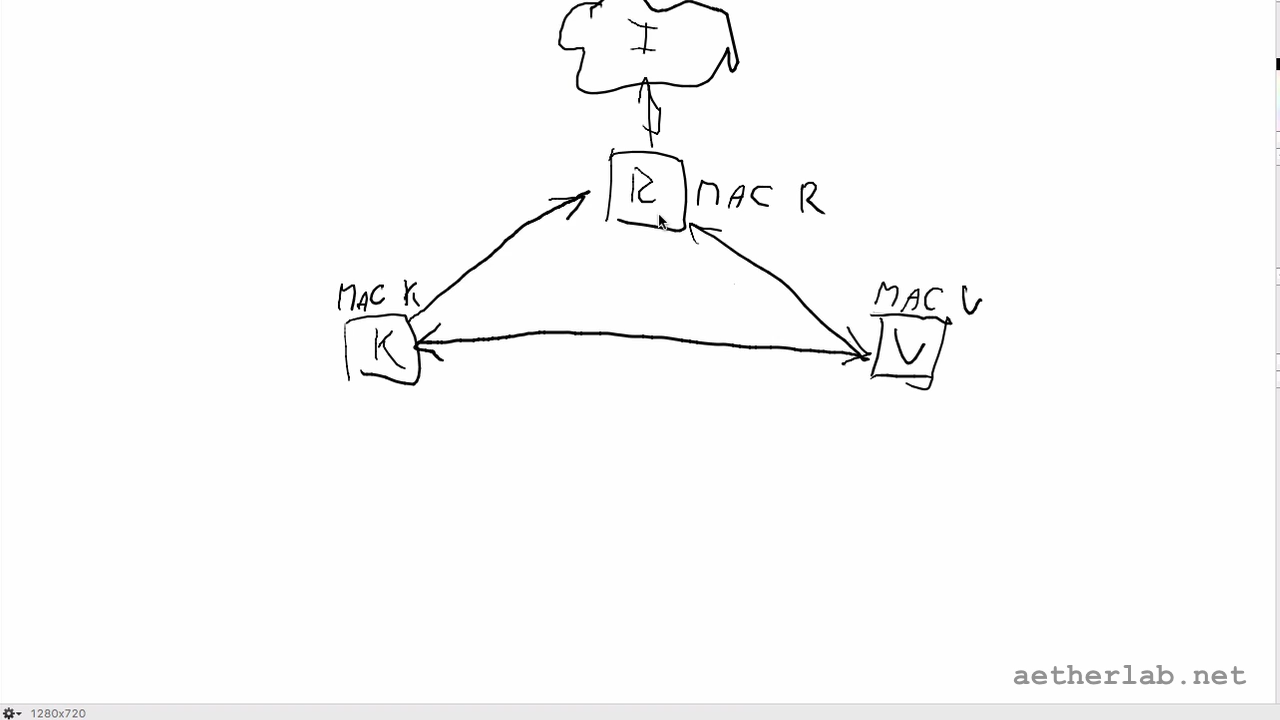 I
R MAC R
MAC K
MAC V
K
V
aetherlab.net
1280x720